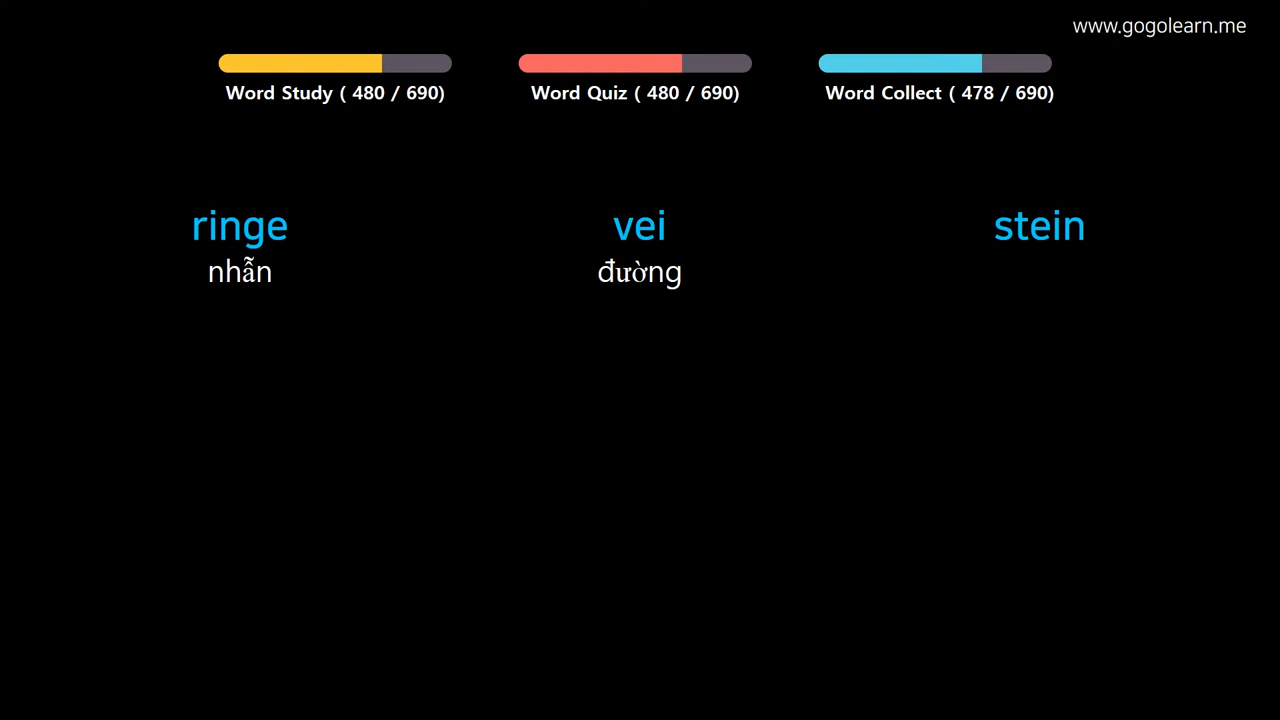 www.gogolearn.me
Word Study ( 480 / 690)
Word Quiz ( 480 / 690)
Word Collect ( 478 / 690)
ringe
nhẫn
vei
đường
stein